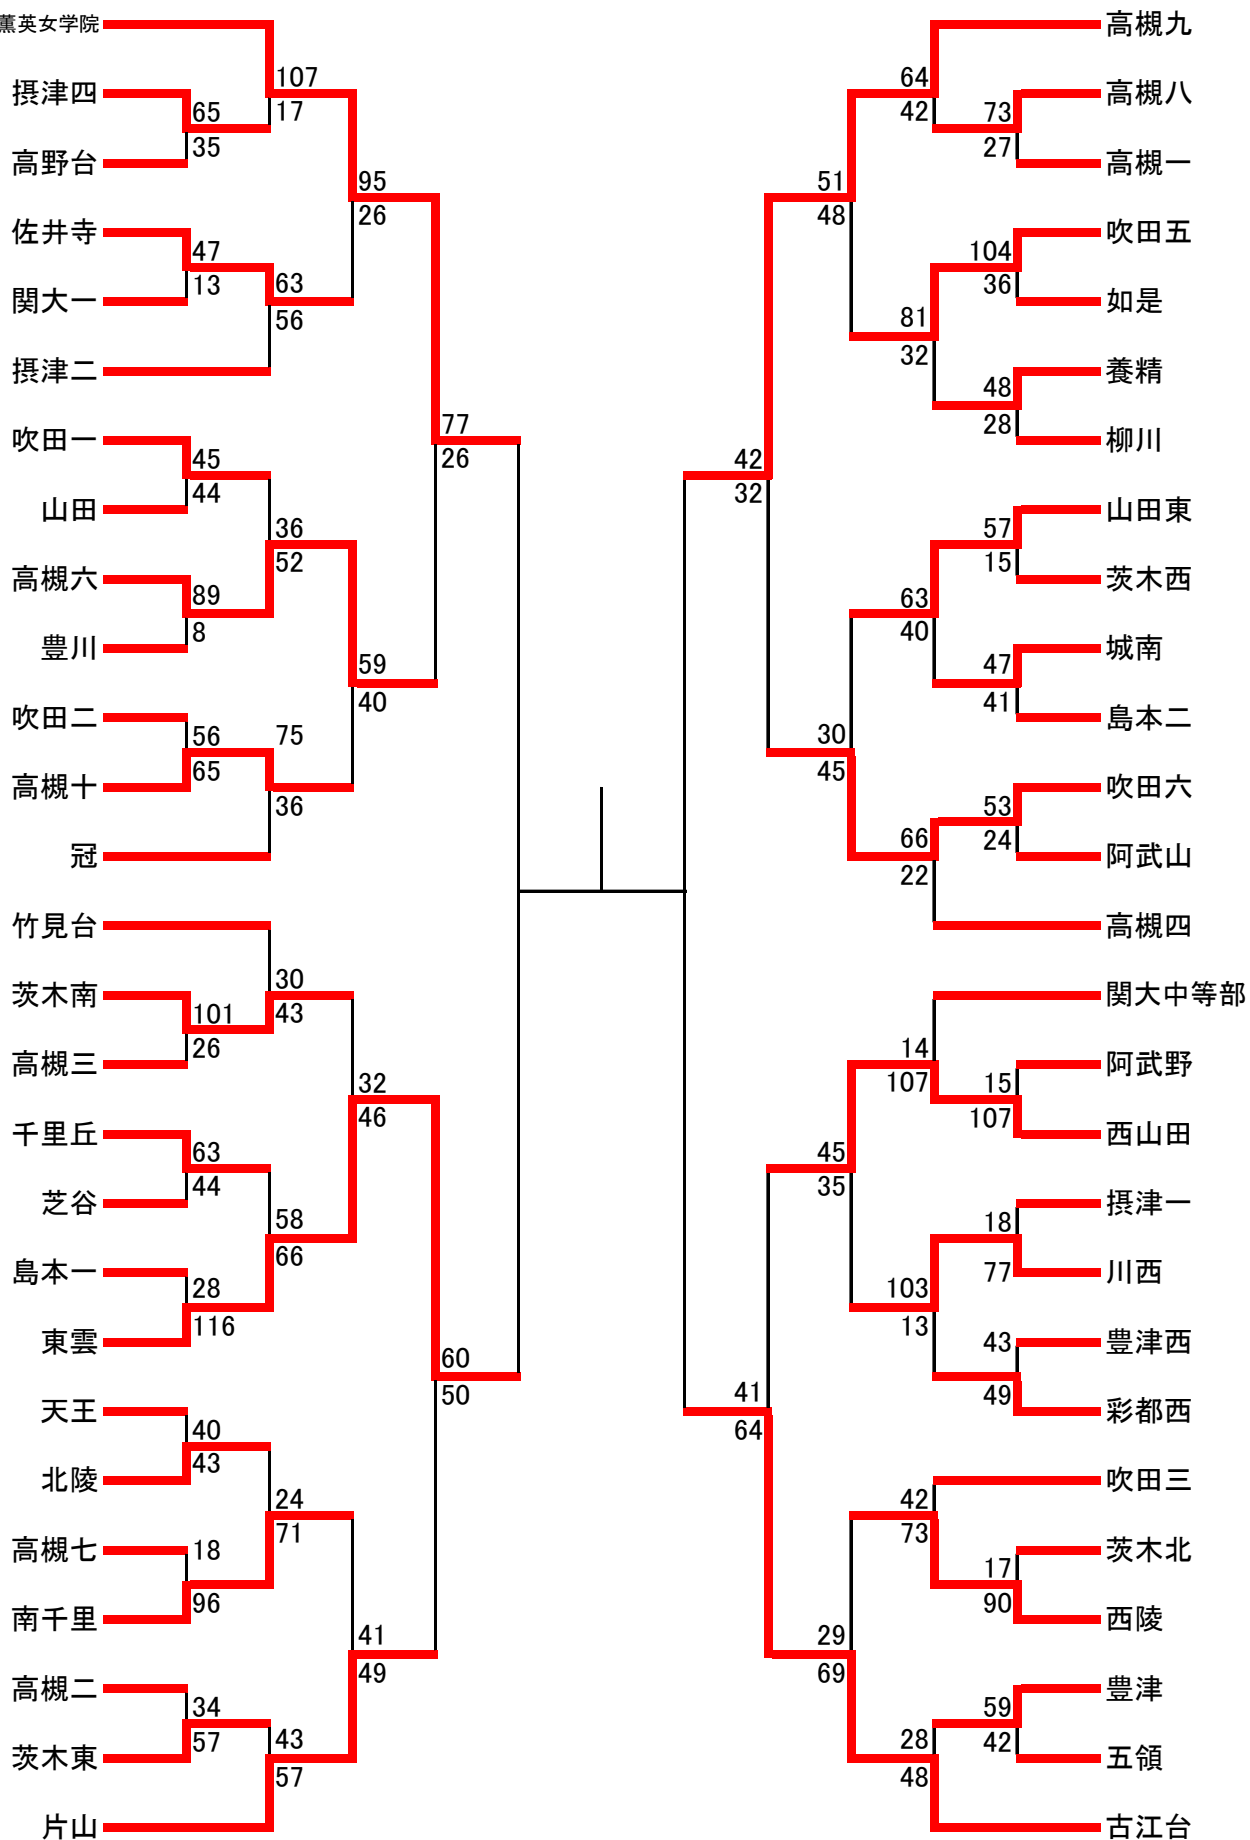 薫英女学院
摂津四
高野台
佐井寺
関大一
摂津二
吹田一
山田
高槻六
豊川
吹田二
高槻十
冠
竹見台
茨木南
高槻三
千里丘
芝谷
島本一
東雲
天王
北陵
高槻七
南千里
高槻二
茨木東
片山
65
35
47
13
45
44
89
8
56
65
101
26
63
44
28
116
40
43
18
96
34
57
107
17
63
56
36
52
75
36
30
43
58
66
24
71
43
57
95
26
59
40
32
46
41
49
77
26
60
50
42
32
41
64
51
48
30
45
45
35
29
69
64
42
81
32
63
40
66
22
14
107
103
13
42
73
28
48
73
27
104
36
48
28
57
15
47
41
53
24
15
107
18
77
43
49
17
90
59
42
高槻九
高槻八
高槻一
吹田五
如是
養精
柳川
山田東
茨木西
城南
島本二
吹田六
阿武山
高槻四
関大中等部
阿武野
西山田
摂津一
川西
豊津西
彩都西
吹田三
茨木北
西陵
豊津
五領
古江台